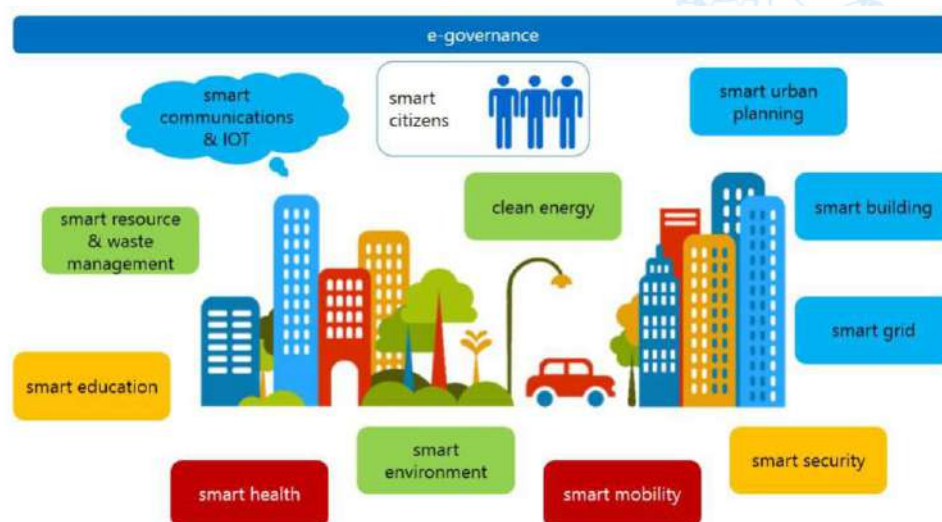 e-governance
smart
communications
& IOT
smart
citizens
smart urban
planning
smart resource
& waste
management
clean energy
smart building
smart grid
smart education
smart
environment
smart security
smart health
smart mobility